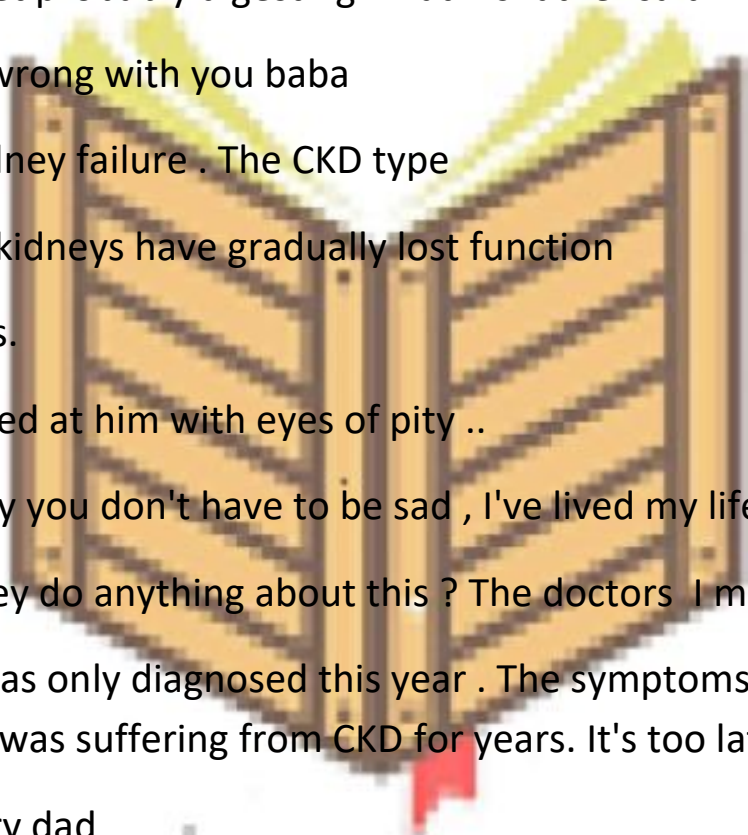 wrong with you baba
ney failure . The CKD type
kidneys have gradually lost function
s.
ed at him with eyes of pity ..
y you don't have to be sad , I've lived my life
ey do anything about this ? The doctors I m
as only diagnosed this year . The symptoms
was suffering from CKD for years. It's too la
ry dad